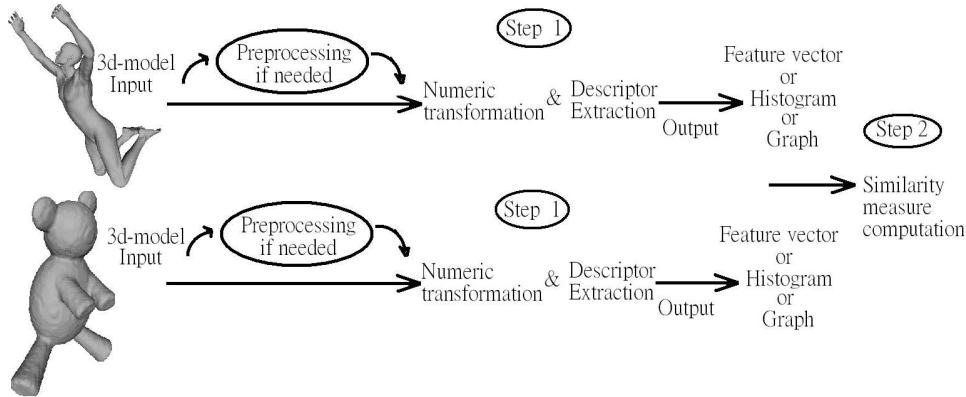 Step 1
3d-model
Input
Preprocessing
if needed
Numeric
transformation
&
Descriptor
Extraction
Output
Feature vector
or
Histogram
or
Graph
Step 2
Similarity
measure
computation
3d-model
Input
Preprocessing
if needed
Step 1
Numeric
transformation
&
Descriptor
Extraction
Output
Feature vector
or
Histogram
or
Graph